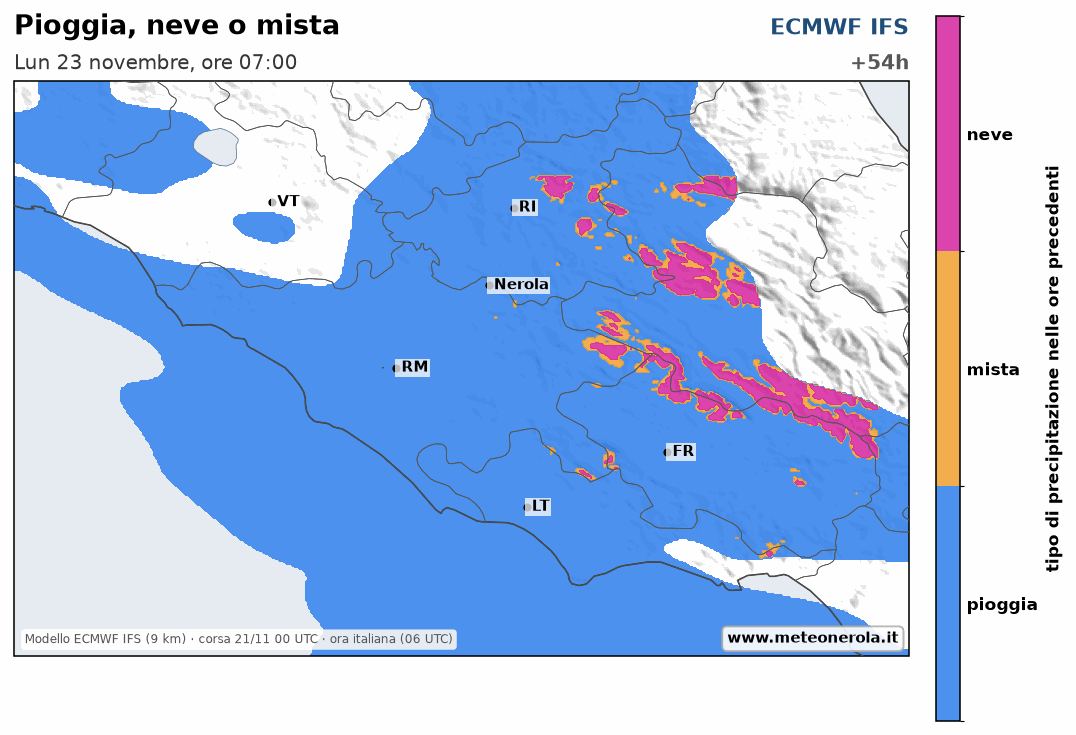 Pioggia, neve o mista
ECMWF IFS
Lun 23 novembre, ore 07:00
+54h
neve
VT
RI
Nerola
mista
RM
FR
LT
pioggia
tipo di precipitazione nelle ore precedenti
Modello ECMWF IFS (9 km) · corsa 21/11 00 UTC · ora italiana (06 UTC)
www.meteonerola.it